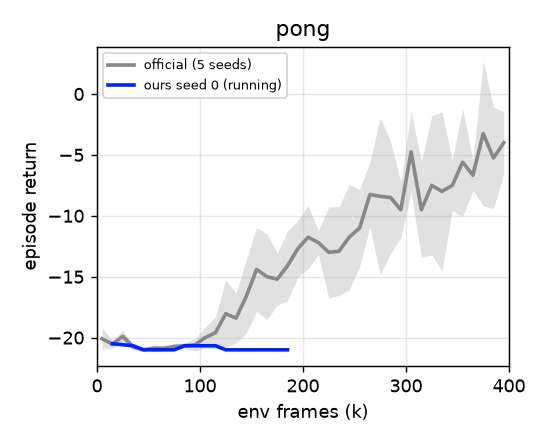 pong
official (5 seeds)
ours seed 0 (running)
episode return
0
−5
−10
−15
−20
0 100 200 300 400
env frames (k)